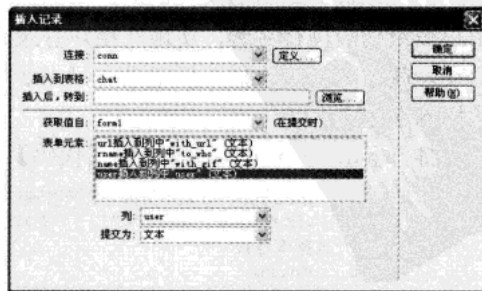 插入记录
连接: conn 定义... 确定
插入到表格: chat 取消
插入后，转到: 浏览... 帮助(H)
获取值自: form1 (在提交时)
表单元素: url插入到列中"with_url" (文本)
rname插入到列中"to_who" (文本)
name插入到列中"with_gif" (文本)
user插入到列中"user" (文本)
列: user
提交为: 文本